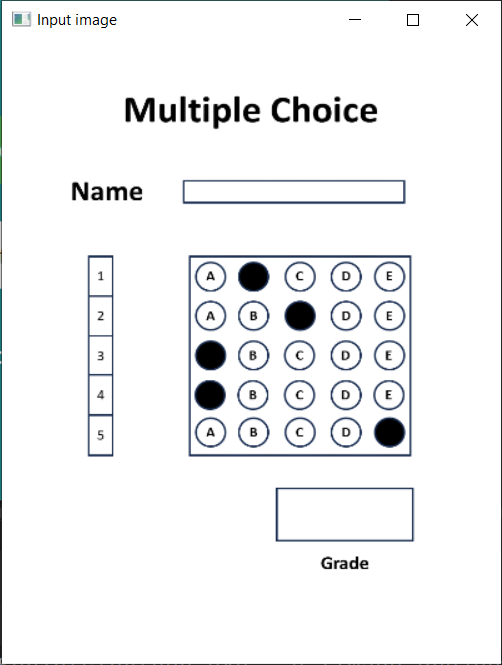 Input image
Multiple Choice
Name
1 A C D E
2 A B D E
3 B C D E
4 B C D E
5 A B C D
Grade